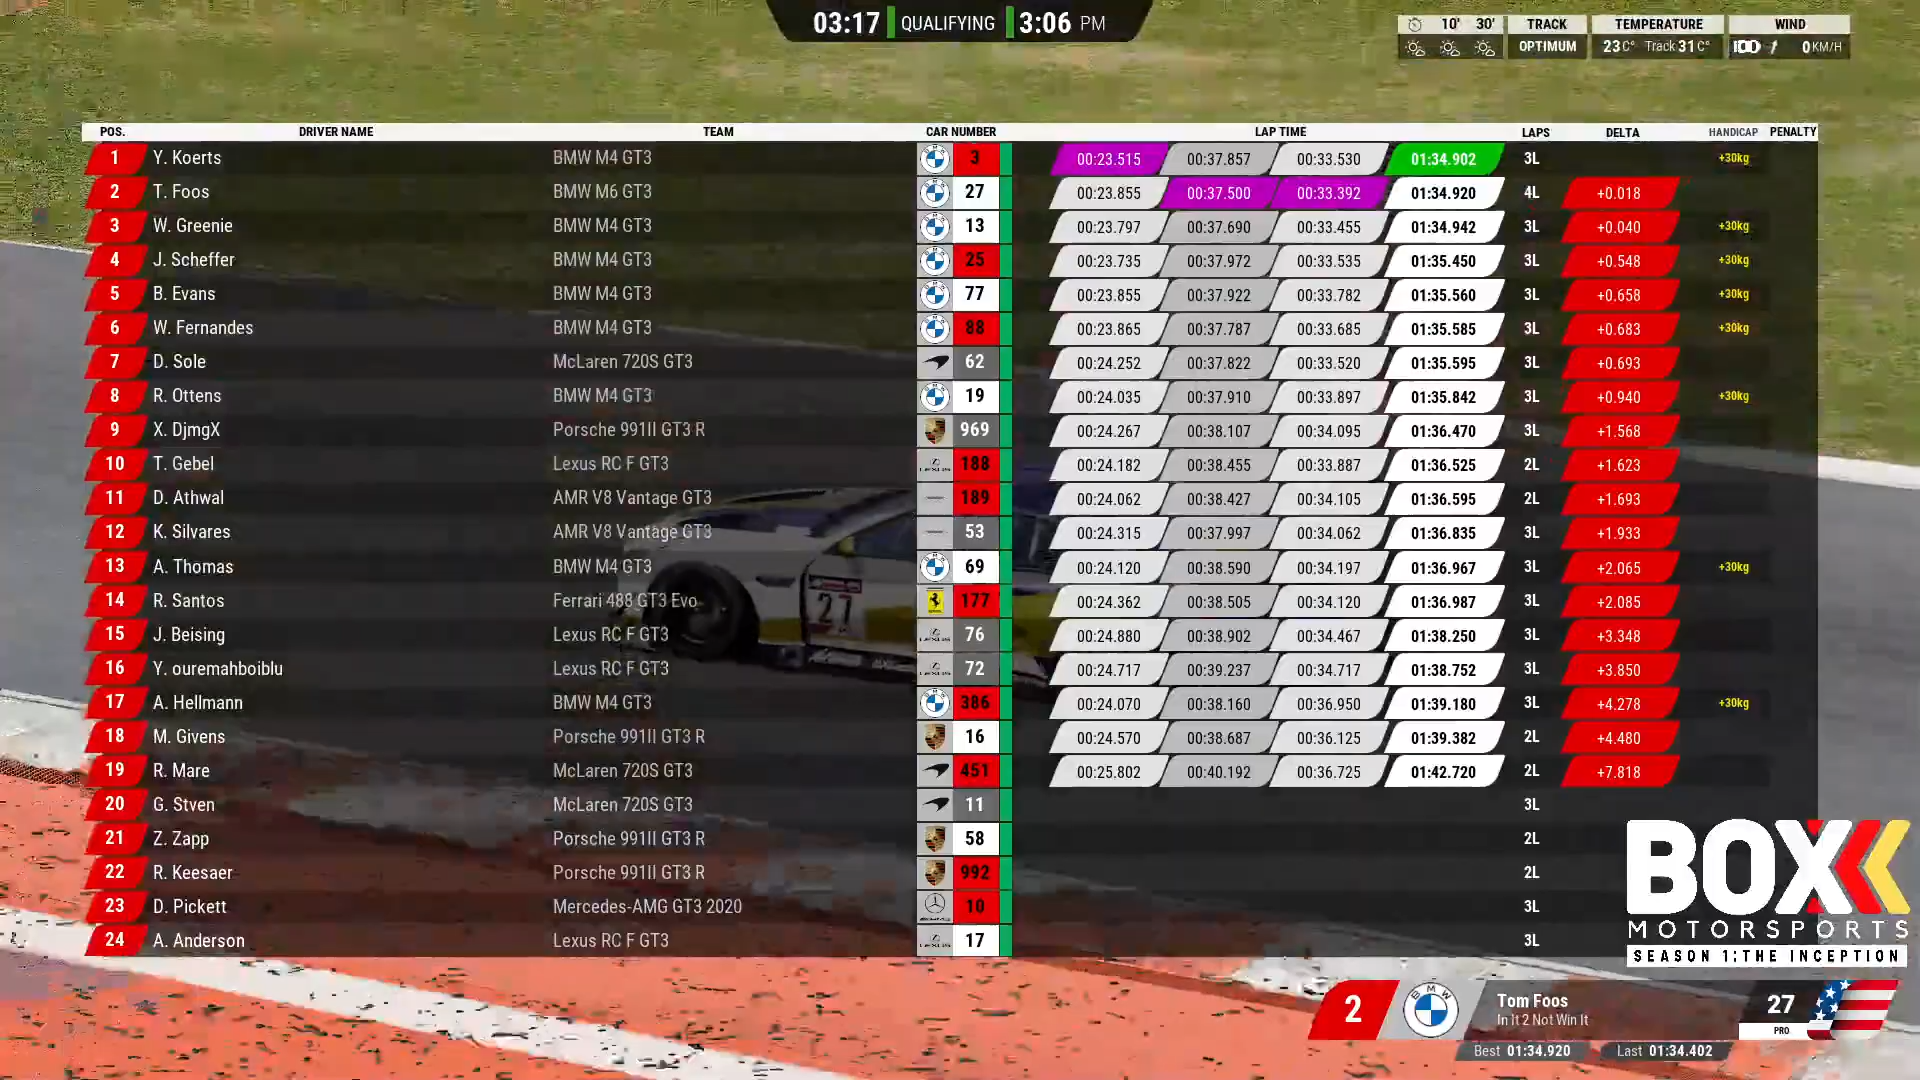 03:17 QUALIFYING 3:06 PM
10' 30' TRACK TEMPERATURE WIND
OPTIMUM 23C° Track 31C° 0KM/H
POS. DRIVER NAME TEAM CAR NUMBER LAP TIME LAPS DELTA HANDICAP PENALTY
1 Y. Koerts BMW M4 GT3 3 00:23.515 00:37.857 00:33.530 01:34.902 3L +30kg
2 T. Foos BMW M6 GT3 27 00:23.855 00:37.500 00:33.392 01:34.920 4L +0.018
3 W. Greenie BMW M4 GT3 13 00:23.797 00:37.690 00:33.455 01:34.942 3L +0.040 +30kg
4 J. Scheffer BMW M4 GT3 25 00:23.735 00:37.972 00:33.535 01:35.450 3L +0.548 +30kg
5 B. Evans BMW M4 GT3 77 00:23.855 00:37.922 00:33.782 01:35.560 3L +0.658 +30kg
6 W. Fernandes BMW M4 GT3 88 00:23.865 00:37.787 00:33.685 01:35.585 3L +0.683 +30kg
7 D. Sole McLaren 720S GT3 62 00:24.252 00:37.822 00:33.520 01:35.595 3L +0.693
8 R. Ottens BMW M4 GT3 19 00:24.035 00:37.910 00:33.897 01:35.842 3L +0.940 +30kg
9 X. DjmgX Porsche 991II GT3 R 969 00:24.267 00:38.107 00:34.095 01:36.470 3L +1.568
10 T. Gebel Lexus RC F GT3 LEXUS 188 00:24.182 00:38.455 00:33.887 01:36.525 2L +1.623
11 D. Athwal AMR V8 Vantage GT3 189 00:24.062 00:38.427 00:34.105 01:36.595 2L +1.693
12 K. Silvares AMR V8 Vantage GT3 53 00:24.315 00:37.997 00:34.062 01:36.835 3L +1.933
13 A. Thomas BMW M4 GT3 69 00:24.120 00:38.590 00:34.197 01:36.967 3L +2.065 +30kg
14 R. Santos Ferrari 488 GT3 Evo 177 00:24.362 00:38.505 00:34.120 01:36.987 3L +2.085
15 J. Beising Lexus RC F GT3 LEXUS 76 00:24.880 00:38.902 00:34.467 01:38.250 3L +3.348
16 Y. ouremahboiblu Lexus RC F GT3 LEXUS 72 00:24.717 00:39.237 00:34.717 01:38.752 3L +3.850
17 A. Hellmann BMW M4 GT3 386 00:24.070 00:38.160 00:36.950 01:39.180 3L +4.278 +30kg
18 M. Givens Porsche 991II GT3 R 16 00:24.570 00:38.687 00:36.125 01:39.382 2L +4.480
19 R. Mare McLaren 720S GT3 451 00:25.802 00:40.192 00:36.725 01:42.720 2L +7.818
20 G. Stven McLaren 720S GT3 11 3L
21 Z. Zapp Porsche 991II GT3 R 58 2L
22 R. Keesaer Porsche 991II GT3 R 992 2L
23 D. Pickett Mercedes-AMG GT3 2020 10 3L
24 A. Anderson Lexus RC F GT3 LEXUS 17 3L
27
BOX
MOTORSPORTS
SEASON 1:THE INCEPTION
2 BMW Tom Foos 27
In It 2 Not Win It PRO
Best 01:34.920 Last 01:34.402